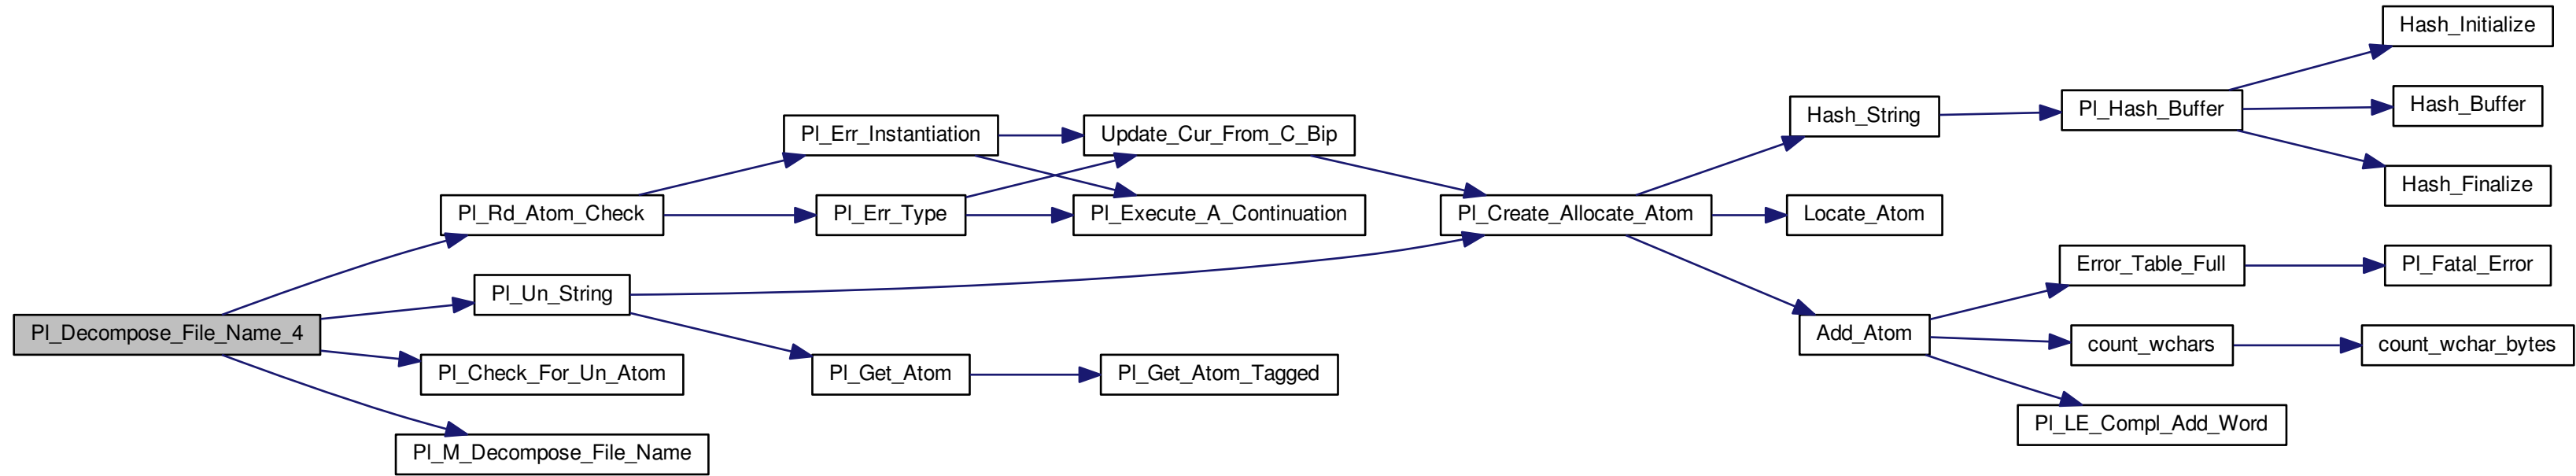 Pl_Decompose_File_Name_4
Pl_Rd_Atom_Check
Pl_Un_String
Pl_Check_For_Un_Atom
Pl_M_Decompose_File_Name
Pl_Err_Instantiation
Pl_Err_Type
Pl_Get_Atom
Update_Cur_From_C_Bip
Pl_Execute_A_Continuation
Pl_Get_Atom_Tagged
Pl_Create_Allocate_Atom
Hash_String
Locate_Atom
Add_Atom
Pl_Hash_Buffer
Error_Table_Full
count_wchars
Pl_LE_Compl_Add_Word
Hash_Initialize
Hash_Buffer
Hash_Finalize
Pl_Fatal_Error
count_wchar_bytes